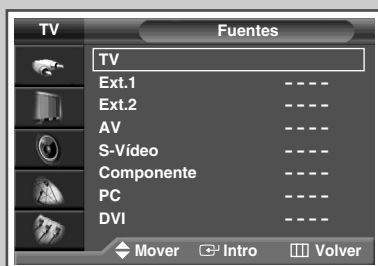 TV Fuentes
TV
Ext.1 - - - -
Ext.2 - - - -
AV - - - -
S-Vídeo - - - -
Componente - - - -
PC - - - -
DVI - - - -
Mover Intro Volver